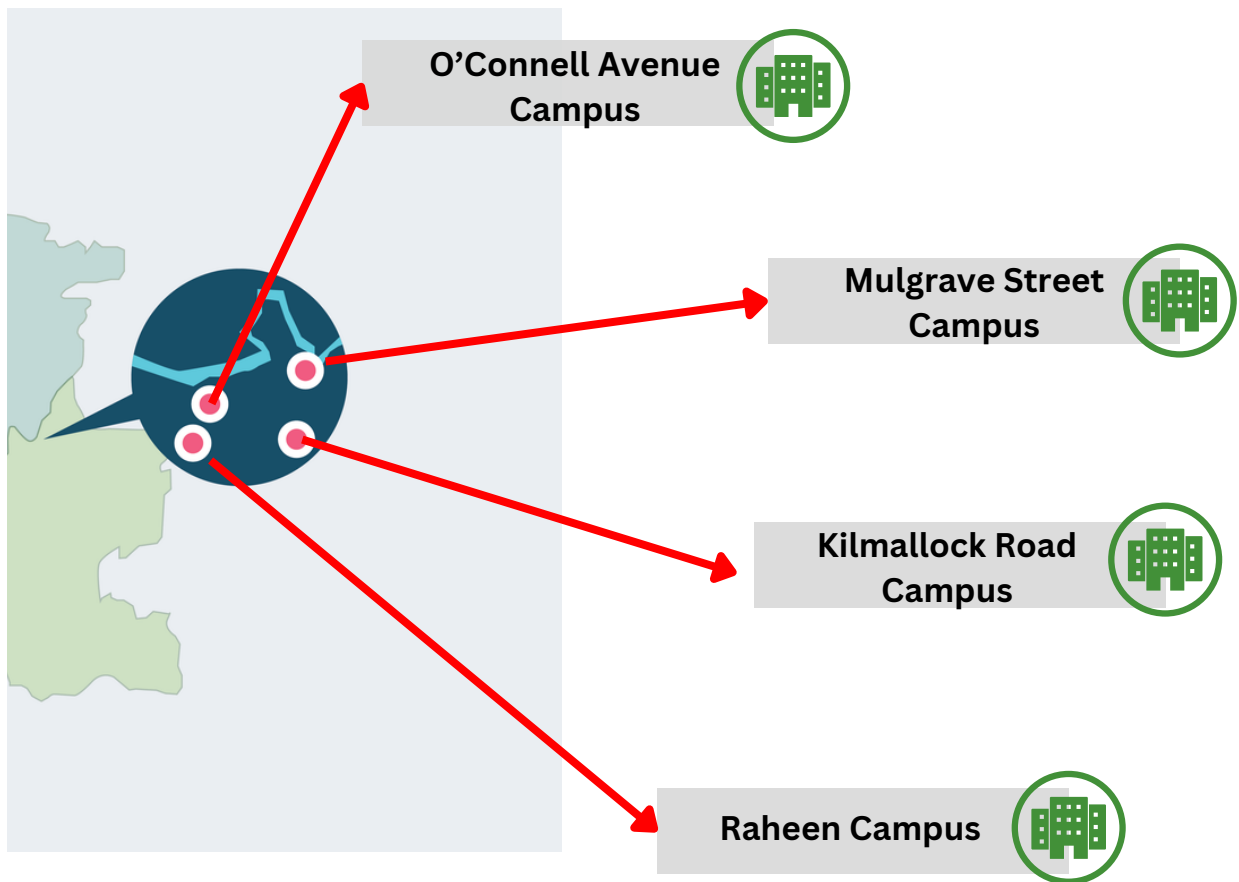 O’Connell Avenue
Campus
Mulgrave Street
Campus
Kilmallock Road
Campus
Raheen Campus